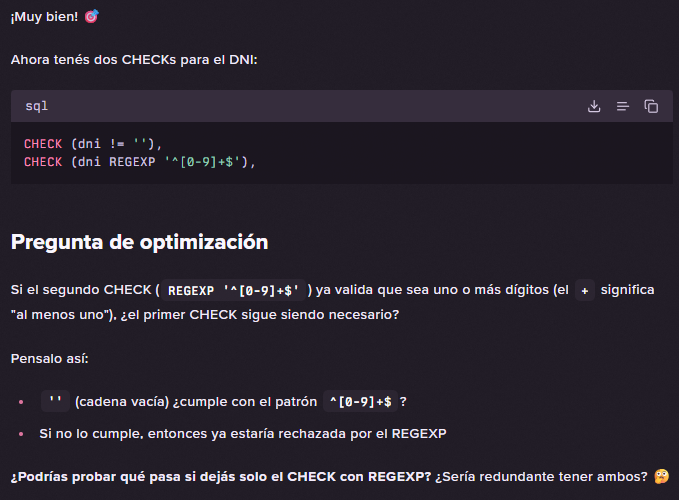 ¡Muy bien! 🎯
Ahora tenés dos CHECKs para el DNI:
sql
CHECK (dni != ''),
CHECK (dni REGEXP '^[0-9]+$'),
Pregunta de optimización
Si el segundo CHECK ( REGEXP '^[0-9]+$' ) ya valida que sea uno o más dígitos (el + significa
"al menos uno"), ¿el primer CHECK sigue siendo necesario?
Pensalo así:
• '' (cadena vacía) ¿cumple con el patrón ^[0-9]+$ ?
• Si no lo cumple, entonces ya estaría rechazada por el REGEXP
¿Podrías probar qué pasa si dejás solo el CHECK con REGEXP? ¿Sería redundante tener ambos? 🤔